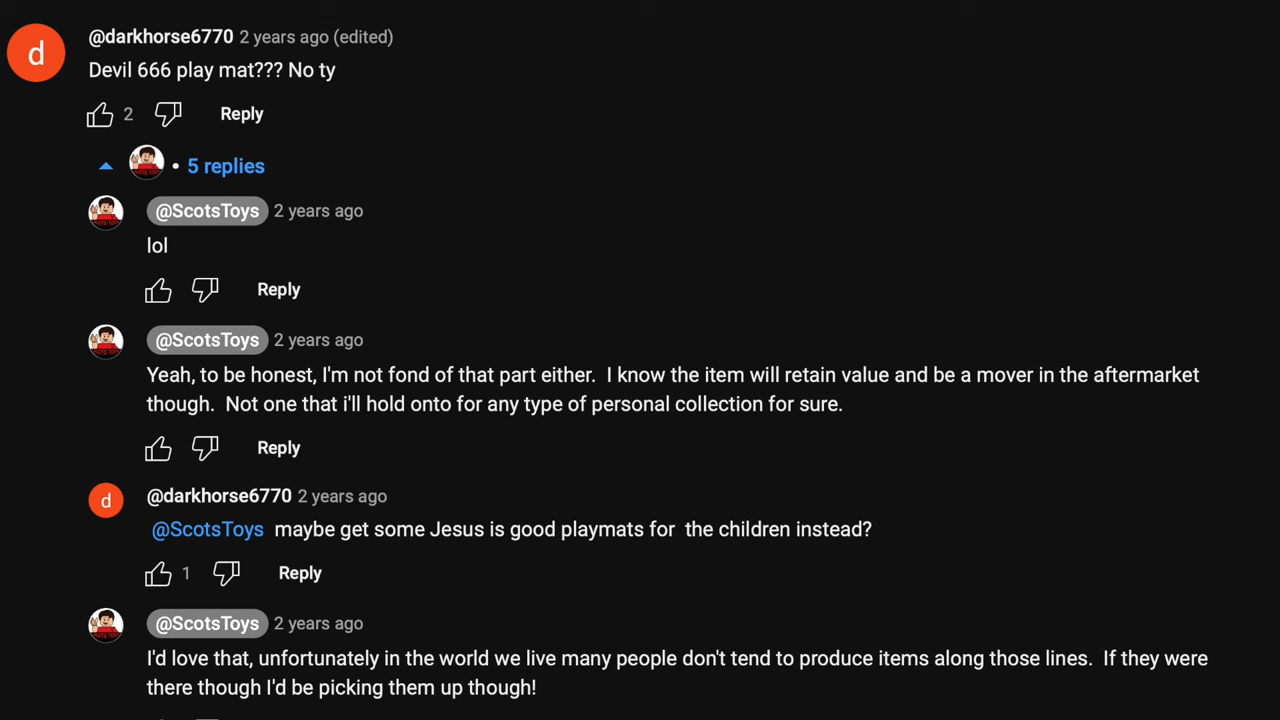 d
@darkhorse6770 2 years ago (edited)
Devil 666 play mat??? No ty
2 Reply
• 5 replies
@ScotsToys 2 years ago
lol
Reply
@ScotsToys 2 years ago
Yeah, to be honest, I'm not fond of that part either.  I know the item will retain value and be a mover in the aftermarket
though.  Not one that i'll hold onto for any type of personal collection for sure.
Reply
d
@darkhorse6770 2 years ago
@ScotsToys  maybe get some Jesus is good playmats for  the children instead?
1 Reply
@ScotsToys 2 years ago
I'd love that, unfortunately in the world we live many people don't tend to produce items along those lines.  If they were
there though I'd be picking them up though!